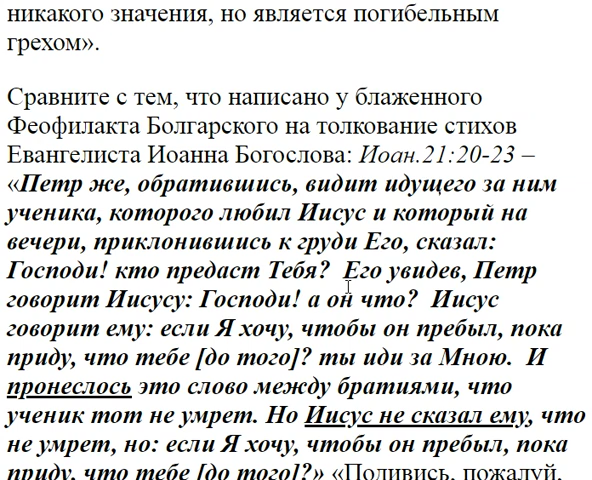 никакого значения, но является погибельным
грехом».
Сравните с тем, что написано у блаженного
Феофилакта Болгарского на толкование стихов
Евангелиста Иоанна Богослова: Иоан.21:20-23 –
«Петр же, обратившись, видит идущего за ним
ученика, которого любил Иисус и который на
вечери, приклонившись к груди Его, сказал:
Господи! кто предаст Тебя?  Его увидев, Петр
говорит Иисусу: Господи! а он что?  Иисус
говорит ему: если Я хочу, чтобы он пребыл, пока
приду, что тебе [до того]? ты иди за Мною.  И
пронеслось это слово между братиями, что
ученик тот не умрет. Но Иисус не сказал ему, что
не умрет, но: если Я хочу, чтобы он пребыл, пока
приду, что тебе [до того]?» «Подивись, пожалуй,